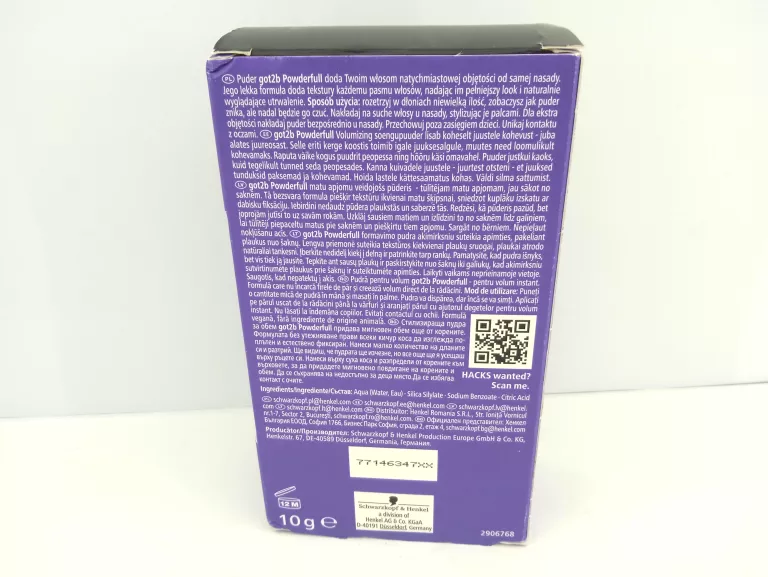 PL Puder got2b Powderfull doda Twoim włosom natychmiastowej objętości od samej nasady.
Jego lekka formuła doda tekstury każdemu pasmu włosów, nadając im pełniejszy look i naturalnie
wyglądające utrwalenie. Sposób użycia: rozetrzyj w dłoniach niewielką ilość, zobaczysz jak puder
znika, ale nadal będzie go czuć. Nakładaj na suche włosy u nasady, stylizując je palcami. Dla ekstra
objętości nakładaj puder bezpośrednio u nasady. Przechowuj poza zasięgiem dzieci. Unikaj kontaktu
z oczami. EE got2b Powderfull Volumizing soengupuuder lisab koheselt juustele kohevust - juba
alates juureosast. Selle eriti kerge koostis toimib igale juuksesalgule, muutes need loomulikult
kohevamaks. Raputa väike kogus puudrit peopessa ning hõõru käsi omavahel. Puuder justkui kaoks,
kuid tegelikult tunned seda peopesades. Kanna kuivadele juustele - juurtest otsteni - et juuksed
tunduksid paksemad ja kohevamad. Hoida lastele kättesaamatus kohas. Väldi silma sattumist.
LV got2b Powderfull matu apjomu veidojošs pūderis - tūlītējam matu apjomam, jau sākot no
saknēm. Tā bezsvara formula piešķir tekstūru ikvienai matu šķipsnai, sniedzot kuplāku izskatu ar
dabisku fiksāciju. Iebirdini nedaudz pūdera plaukstās un saberzē tās. Redzēsi, kā pūderis pazūd, bet
joprojām jutīsi to uz savām rokām. Uzklāj sausiem matiem un izlīdzini to no saknēm līdz galiņiem,
lai tūlītēji piepaceltu matus pie saknēm un piešķirtu tiem apjomu. Sargāt no bērniem. Nepieļaut
nokļūšanu acīs. LT got2b Powderfull formavimo pudra akimirksniu suteikia apimties, pakeliant
plaukus nuo šaknų. Lengva priemonė suteikia tekstūros kiekvienai plaukų sruogai, plaukai atrodo
natūraliai tankesni. Įberkite nedidelį kiekį į delną ir patrinkite tarp rankų. Pamatysite, kad pudra išnyks,
bet vis tiek ją jausite. Tepkite ant sausų plaukų ir paskirstykite nuo šaknų iki galiukų, kad akimirksniu
sutvirtinumėte plaukus prie šaknų ir suteiktumėte apimties. Laikyti vaikams neprieinamoje vietoje.
Saugotis, kad nepatektų į akis. RO Pudră pentru volum got2b Powderfull - pentru volum instant.
Formulă care nu încarcă firele de păr și creează volum direct de la rădăcini. Mod de utilizare: Puneți
o cantitate mică de pudră în mână și masați în palme. Pudra va dispărea, dar încă se va simți. Aplicați
pe părul uscat de la rădăcini până la vârfuri și aranjați părul cu ajutorul degetelor pentru volum
instant. Nu lăsați la îndemâna copiilor. Evitați contactul cu ochii. Formulă
vegană, fără ingrediente de origine animală. BG Стилизираща пудра
за обем got2b Powderfull придава мигновен обем още от корените.
Формулата без утежняване прави всеки кичур коса да изглежда по-
плътен и естествено фиксиран. Нанеси малко количество на дланите
си и разтрий. Ще видиш, че пудрата ще изчезне, но все още ще я усещаш
върху ръцете си. Нанеси върху суха коса и разпредели от корените към
върховете, за да придадете мигновено повдигане на корените и
обем. Да се съхранява на недостъпно за деца място. Да се избягва
контакт с очите.
HACKS wanted?
Scan me.
Ingredients/Ingrediente/Състав: Aqua (Water, Eau) · Silica Silylate · Sodium Benzoate · Citric Acid
PL schwarzkopf.pl@henkel.com EE schwarzkopf.ee@henkel.com LV schwarzkopf.lv@henkel.com
LT schwarzkopf.lt@henkel.com RO Distribuitor: Henkel Romania S.R.L., Str. Ioniță Vornicul
nr.1-7, Sector 2, București, schwarzkopf.ro@henkel.com BG Официален представител: Хенкел
България ЕООД, София 1766, Бизнес Парк София, сграда 2, етаж 4, schwarzkopf.bg@henkel.com
Producător/Производител: Schwarzkopf & Henkel Production Europe GmbH & Co. KG,
Henkelstr. 67, DE-40589 Düsseldorf, Germania, Германия.
77146347XX
12 M
10 g e
Schwarzkopf & Henkel
a division of
Henkel AG & Co. KGaA
D-40191 Düsseldorf, Germany
2906768